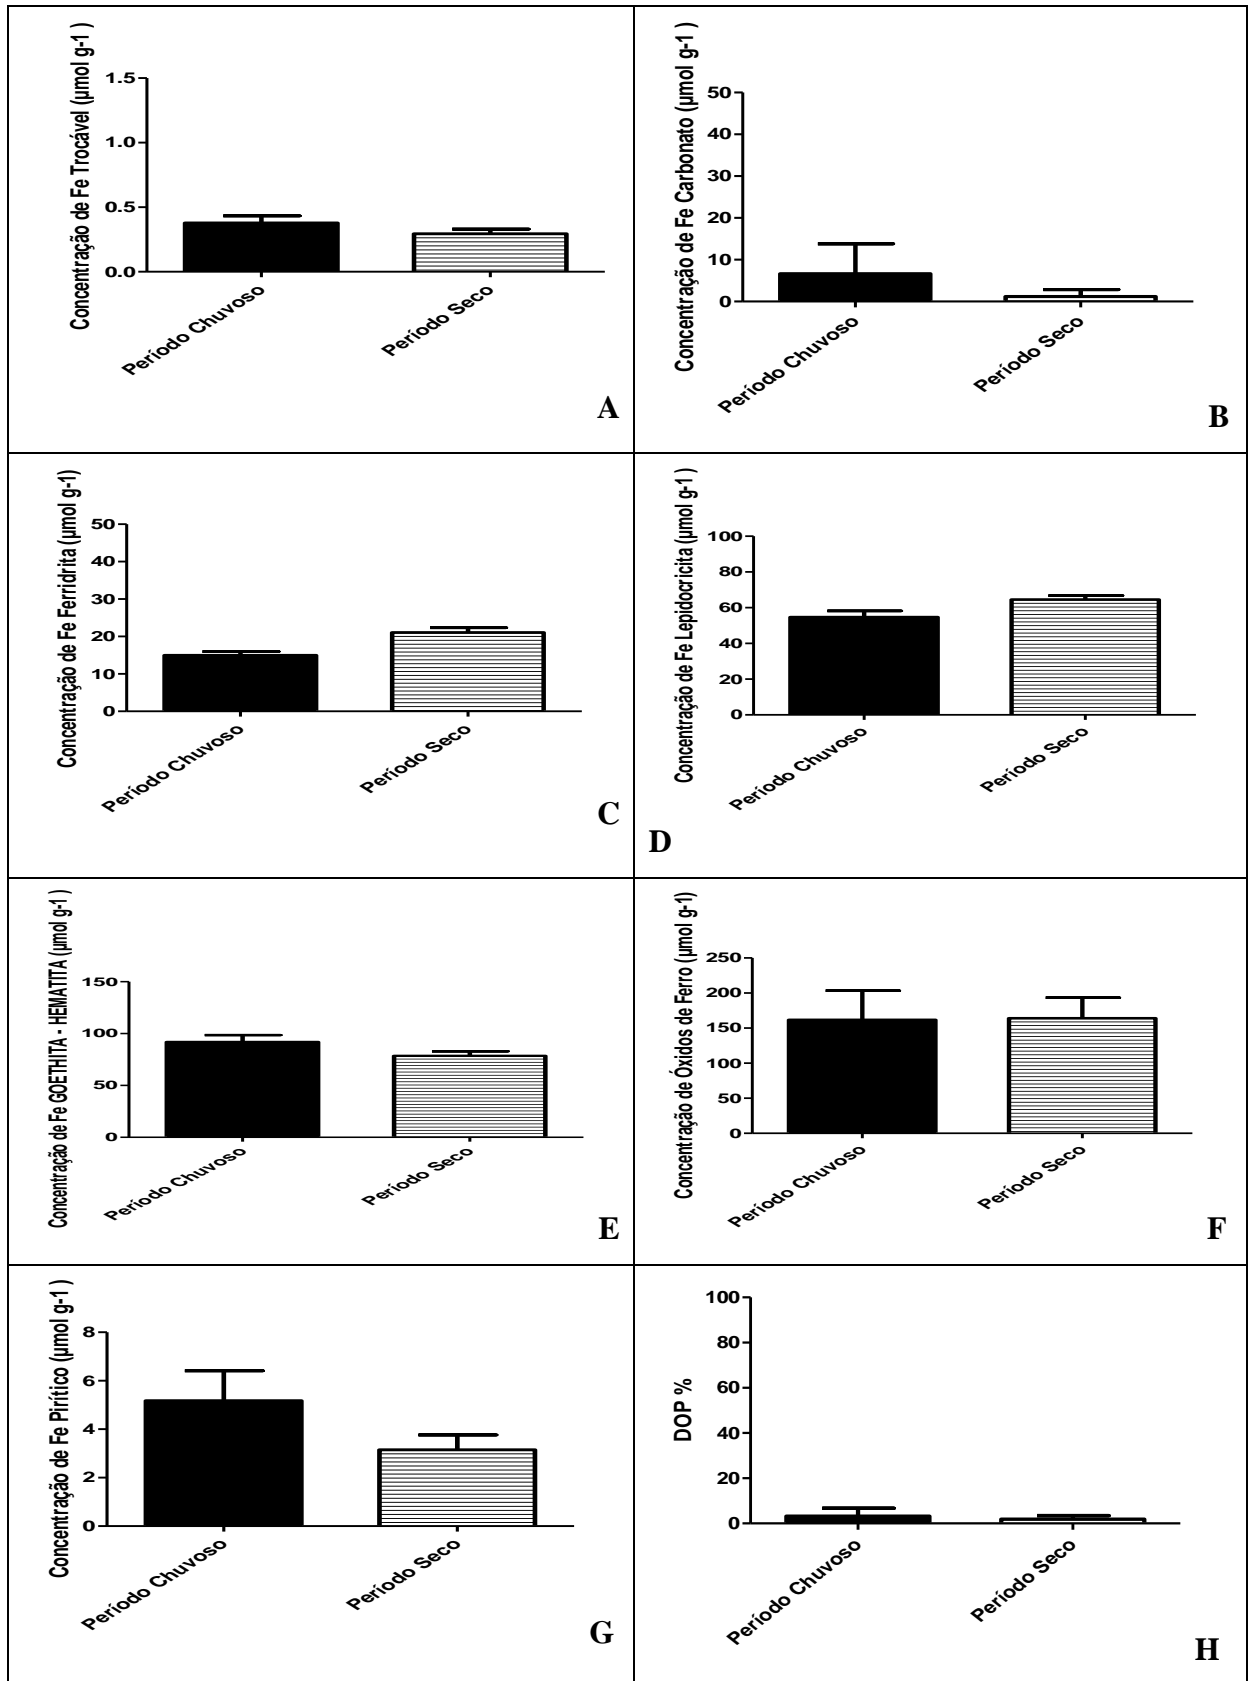 Concentração de Fe Trocável (µmol g-1)
1.5
1.0
0.5
0.0
Período Chuvoso
Período Seco
A
Concentração de Fe Carbonato (µmol g-1 )
50
40
30
20
10
0
Período Chuvoso
Período Seco
B
Concentração de Fe Ferridrita (µmol g-1)
50
40
30
20
10
0
Período Chuvoso
Período Seco
C
Concentração de Fe Lepidocricita (µmol g-1 )
100
80
60
40
20
0
Período Chuvoso
Período Seco
D
Concentração de Fe GOETHITA - HEMATITA (µmol g-1 )
150
100
50
0
Período Chuvoso
Período Seco
E
Concentração de Óxidos de Ferro (µmol g-1)
250
200
150
100
50
0
Período Chuvoso
Período Seco
F
Concentração de Fe Pirítico (µmol g-1 )
8
6
4
2
0
Período Chuvoso
Período Seco
G
DOP %
100
80
60
40
20
0
Período Chuvoso
Período Seco
H